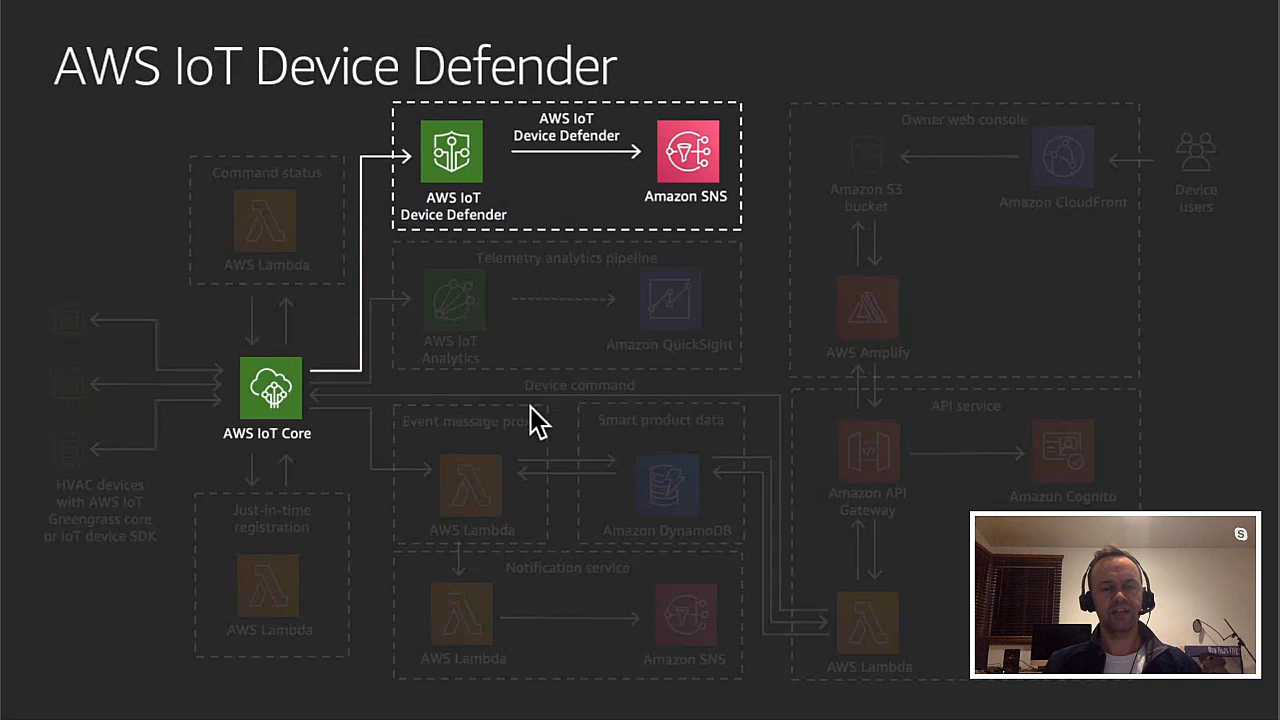 AWS IoT Device Defender
AWS IoT
Device Defender
AWS IoT
Device Defender
Amazon SNS
Owner web console
Amazon S3
bucket
Amazon CloudFront
Device
users
Command status
AWS Lambda
Telemetry analytics pipeline
AWS IoT
Analytics
Amazon QuickSight
AWS Amplify
Device command
AWS IoT Core
Event message
Smart product data
API service
AWS Lambda
Amazon DynamoDB
Amazon API
Gateway
Amazon Cognito
HVAC devices
with AWS IoT
Greengrass core
or IoT device SDK
Just-in-time
registration
AWS Lambda
Notification service
AWS Lambda
Amazon SNS
AWS Lambda
S